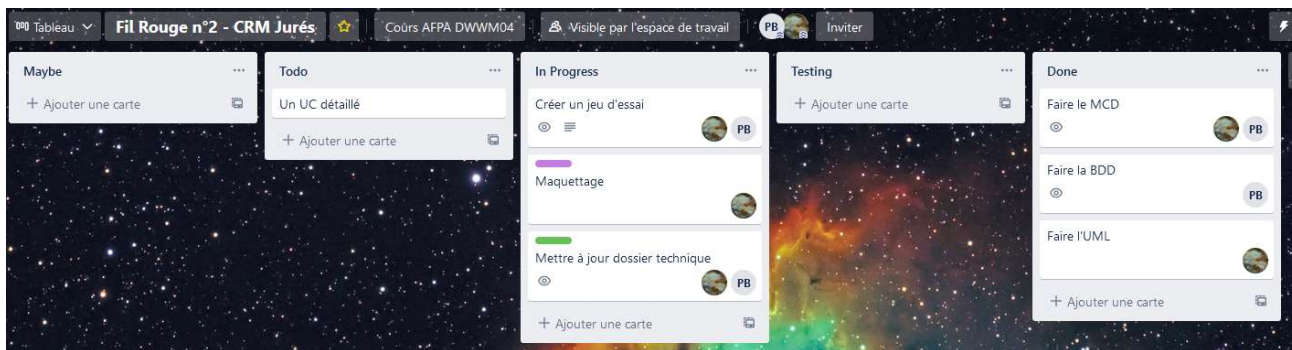 Tableau
Fil Rouge n°2 - CRM Jurés
Cours AFPA DWWM04
Visible par l'espace de travail
PB
Inviter
Maybe
Ajouter une carte
Todo
Un UC détaillé
Ajouter une carte
In Progress
Créer un jeu d'essai
PB
Maquettage
Mettre à jour dossier technique
PB
Ajouter une carte
Testing
Ajouter une carte
Done
Faire le MCD
PB
Faire la BDD
PB
Faire l'UML
Ajouter une carte